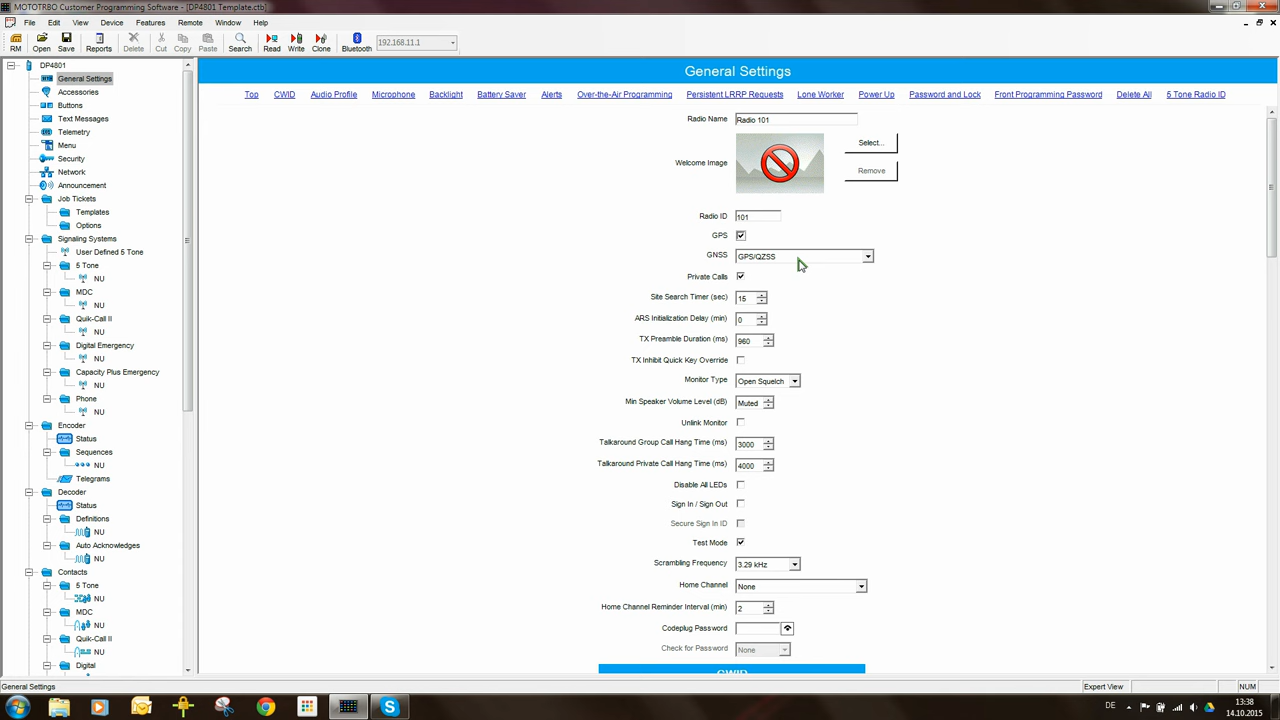 MOTOTRBO Customer Programming Software - [DP4801 Template.ctb]
File Edit View Device Features Remote Window Help
RM Open Save Reports Delete Cut Copy Paste Search Read Write Clone Bluetooth 192.168.11.1
DP4801
General Settings
Accessories
Buttons
Text Messages
Telemetry
Menu
Security
Network
Announcement
Job Tickets
Templates
Options
Signaling Systems
User Defined 5 Tone
5 Tone
NU
MDC
NU
Quik-Call II
NU
Digital Emergency
NU
Capacity Plus Emergency
NU
Phone
NU
Encoder
Status
Sequences
NU
Telegrams
Decoder
Status
Definitions
NU
Auto Acknowledges
NU
Contacts
5 Tone
NU
MDC
NU
Quik-Call II
NU
Digital
General Settings
Top CWID Audio Profile Microphone Backlight Battery Saver Alerts Over-the-Air Programming Persistent LRRP Requests Lone Worker Power Up Password and Lock Front Programming Password Delete All 5 Tone Radio ID
Radio Name Radio 101
Welcome Image Select...
Remove
Radio ID 101
GPS
GNSS GPS/QZSS
Private Calls
Site Search Timer (sec) 15
ARS Initialization Delay (min) 0
TX Preamble Duration (ms) 960
TX Inhibit Quick Key Override
Monitor Type Open Squelch
Min Speaker Volume Level (dB) Muted
Unlink Monitor
Talkaround Group Call Hang Time (ms) 3000
Talkaround Private Call Hang Time (ms) 4000
Disable All LEDs
Sign In / Sign Out
Secure Sign In ID
Test Mode
Scrambling Frequency 3.29 kHz
Home Channel None
Home Channel Reminder Interval (min) 2
Codeplug Password
Check for Password None
CWID
General Settings Expert View NUM
DE 13:38
14.10.2015